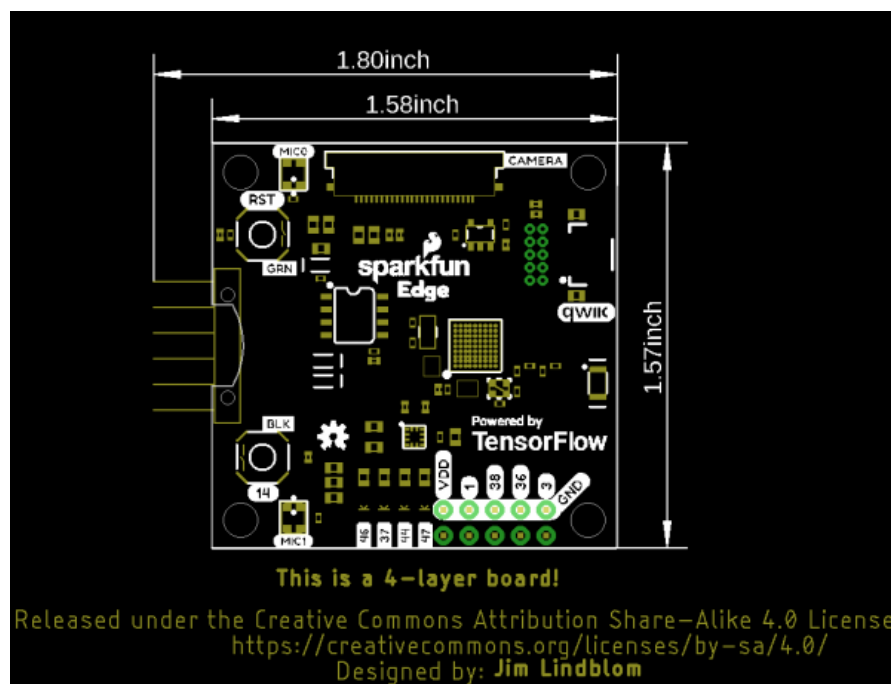 1.80inch
1.58inch
MIC0
CAMERA
RST
GRN
sparkfun
Edge
qwiic
1.57inch
BLK
Powered by
TensorFlow
14
VDD 1 38 36 3 GND
MIC1
46 37 44 47
This is a 4-layer board!
Released under the Creative Commons Attribution Share-Alike 4.0 License
https://creativecommons.org/licenses/by-sa/4.0/
Designed by: Jim Lindblom